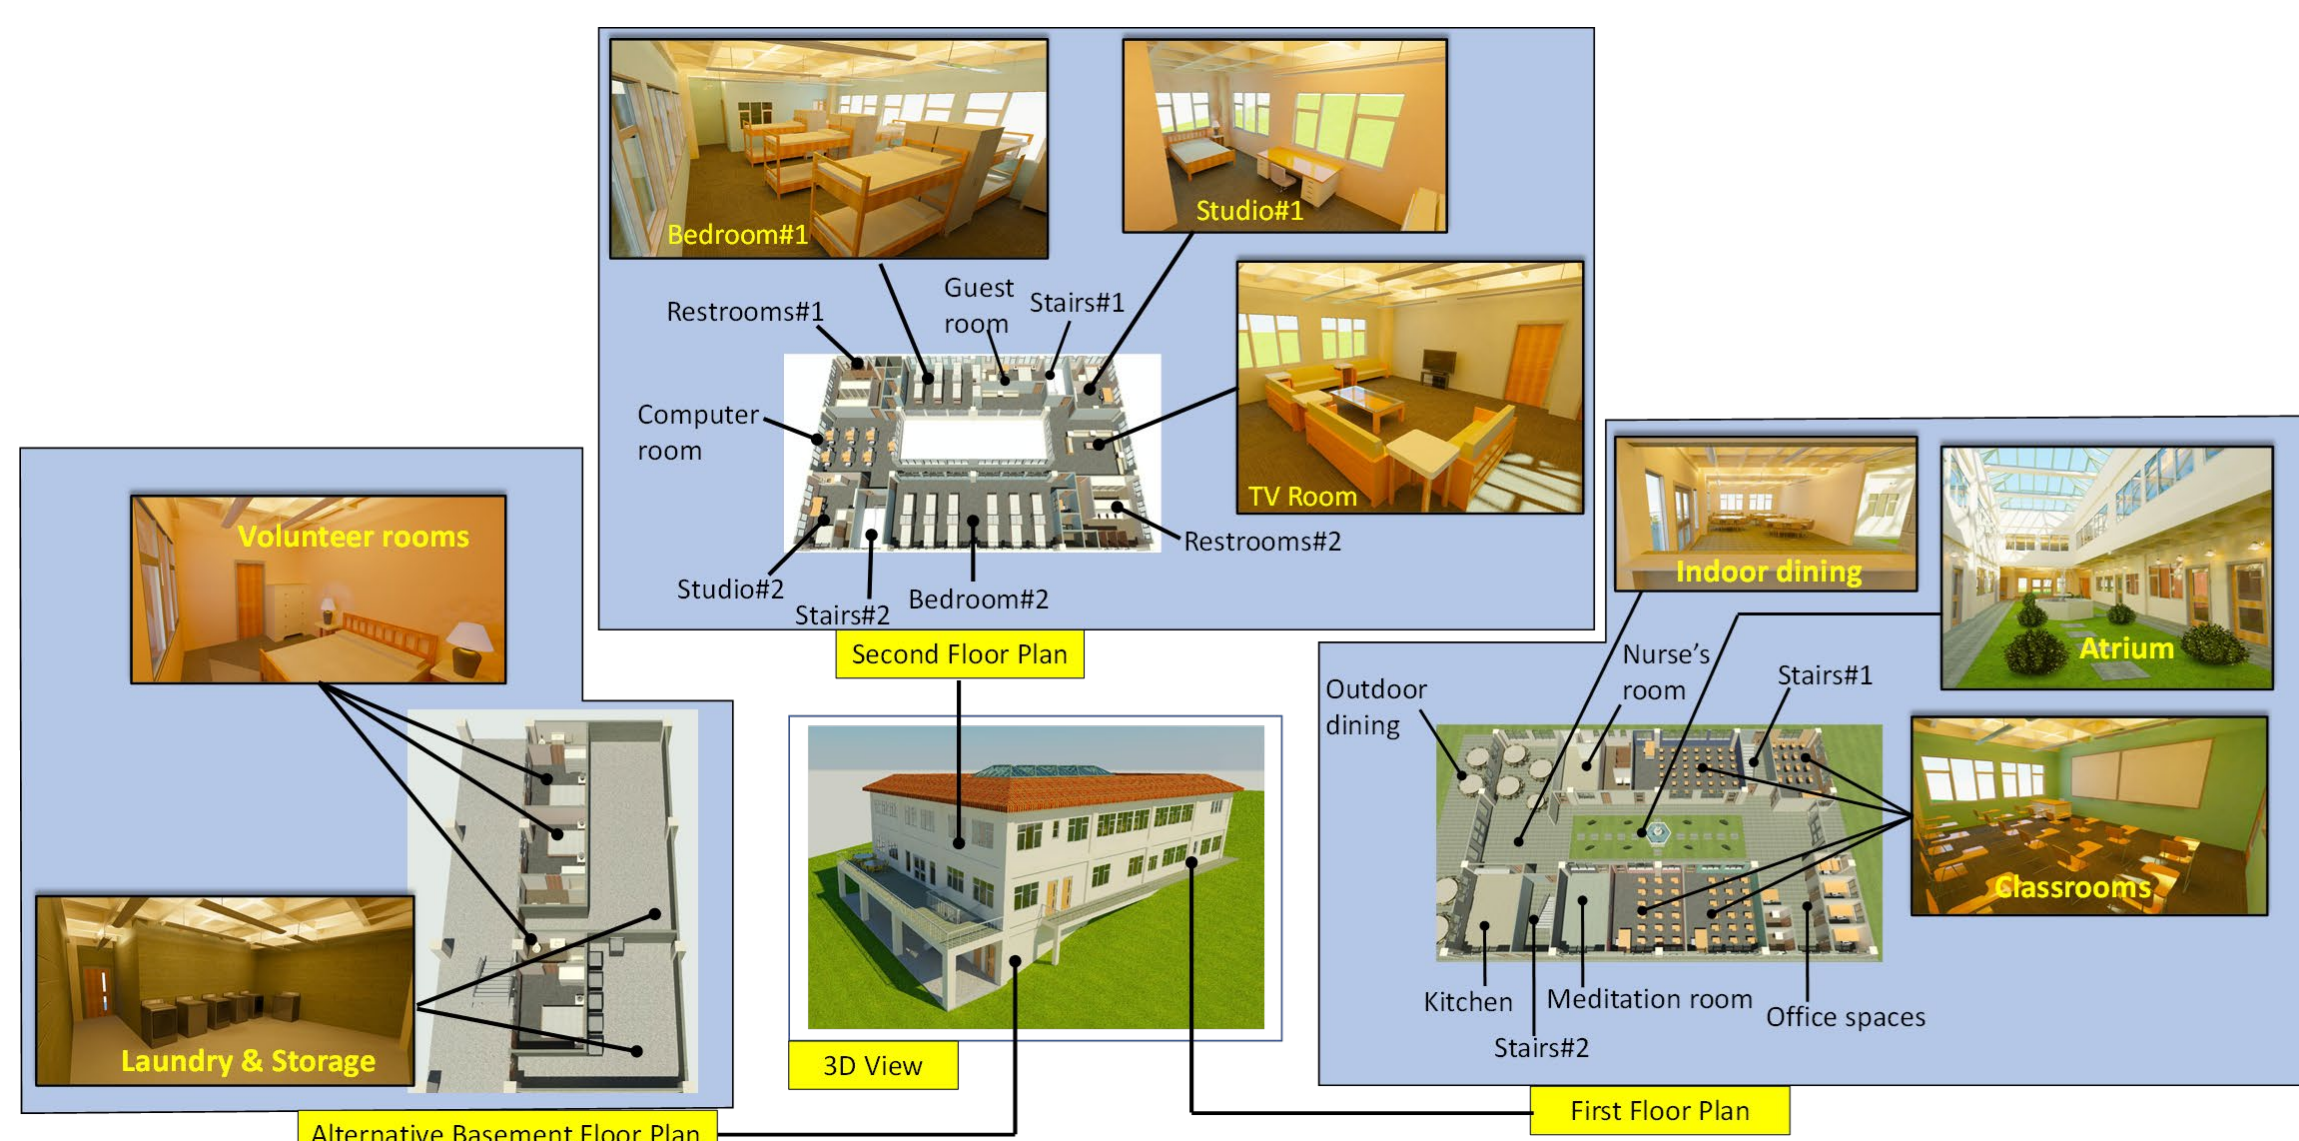 Bedroom#1
Studio#1
Guest
room
Stairs#1
Restrooms#1
Computer
room
TV Room
Restrooms#2
Studio#2
Stairs#2
Bedroom#2
Second Floor Plan
Volunteer rooms
Laundry & Storage
Alternative Basement Floor Plan
3D View
Indoor dining
Atrium
Nurse's
room
Stairs#1
Outdoor
dining
Classrooms
Kitchen
Meditation room
Office spaces
Stairs#2
First Floor Plan